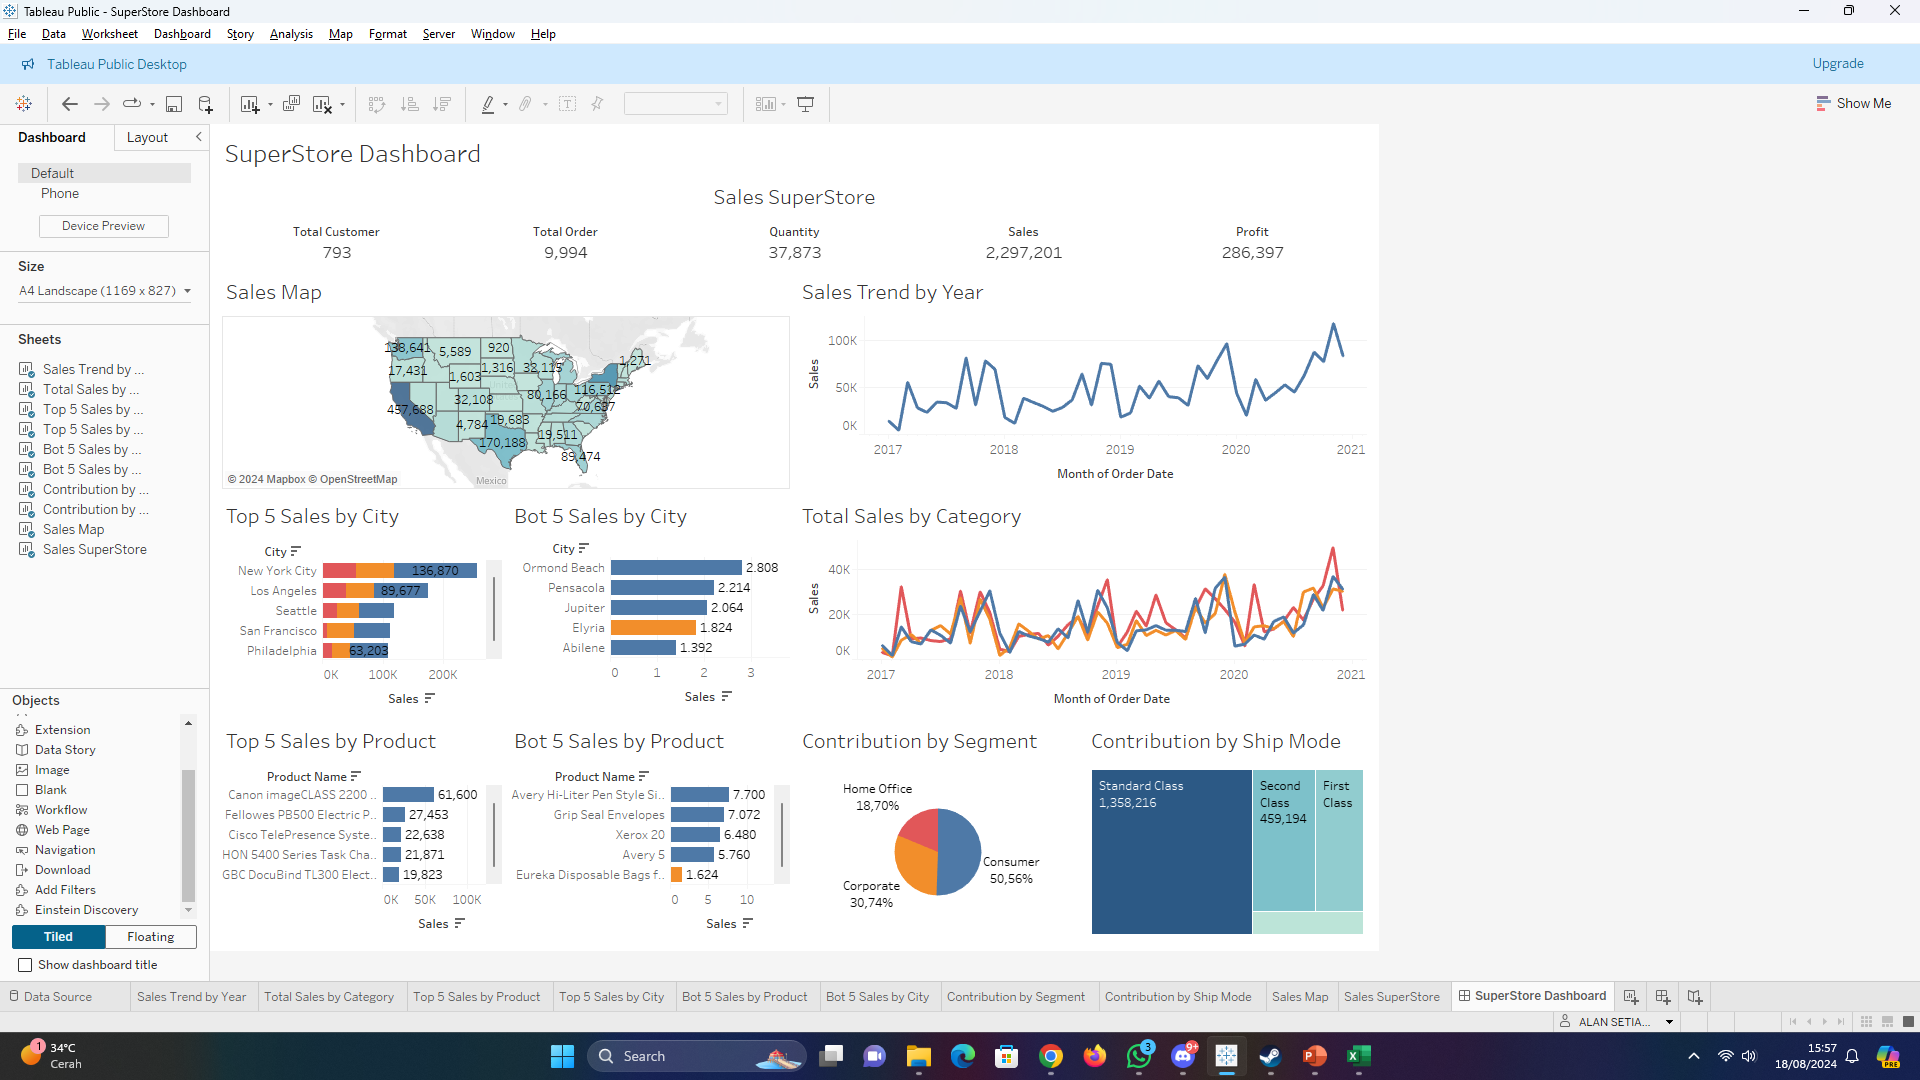 Tableau Public - SuperStore Dashboard
File Data Worksheet Dashboard Story Analysis Map Format Server Window Help
Tableau Public Desktop
Upgrade
Show Me
Dashboard Layout
Default
Phone
Device Preview
Size
A4 Landscape (1169 x 827)
Sheets
Sales Trend by ...
Total Sales by ...
Top 5 Sales by ...
Top 5 Sales by ...
Bot 5 Sales by ...
Bot 5 Sales by ...
Contribution by ...
Contribution by ...
Sales Map
Sales SuperStore
Objects
Extension
Data Story
Image
Blank
Workflow
Web Page
Navigation
Download
Add Filters
Einstein Discovery
Tiled Floating
Show dashboard title
SuperStore Dashboard
Sales SuperStore
Total Customer Total Order Quantity Sales Profit
793 9,994 37,873 2,297,201 286,397
Sales Map
138,641 5,589 920 1,271
17,431 1,603 1,316 32,115
457,688 32,108 80,166 116,512
70,637
4,784 19,683
170,188 19,511
89,474
© 2024 Mapbox © OpenStreetMap
Mexico
Sales Trend by Year
Sales
100K
50K
0K
2017 2018 2019 2020 2021
Month of Order Date
Top 5 Sales by City
City
New York City 136,870
Los Angeles 89,677
Seattle
San Francisco
Philadelphia 63,203
0K 100K 200K
Sales
Bot 5 Sales by City
City
Ormond Beach 2.808
Pensacola 2.214
Jupiter 2.064
Elyria 1.824
Abilene 1.392
0 1 2 3
Sales
Total Sales by Category
Sales
40K
20K
0K
2017 2018 2019 2020 2021
Month of Order Date
Top 5 Sales by Product
Product Name
Canon imageCLASS 2200 .. 61,600
Fellowes PB500 Electric P.. 27,453
Cisco TelePresence Syste.. 22,638
HON 5400 Series Task Cha.. 21,871
GBC DocuBind TL300 Elect.. 19,823
0K 50K 100K
Sales
Bot 5 Sales by Product
Product Name
Avery Hi-Liter Pen Style Si.. 7.700
Grip Seal Envelopes 7.072
Xerox 20 6.480
Avery 5 5.760
Eureka Disposable Bags f.. 1.624
0 5 10
Sales
Contribution by Segment
Home Office
18,70%
Consumer
50,56%
Corporate
30,74%
Contribution by Ship Mode
Standard Class
1,358,216
Second
Class
459,194
First
Class
Data Source Sales Trend by Year Total Sales by Category Top 5 Sales by Product Top 5 Sales by City Bot 5 Sales by Product Bot 5 Sales by City Contribution by Segment Contribution by Ship Mode Sales Map Sales SuperStore SuperStore Dashboard
ALAN SETIA...
1
34°C
Cerah
Search
3
9+
PRE
15:57
18/08/2024